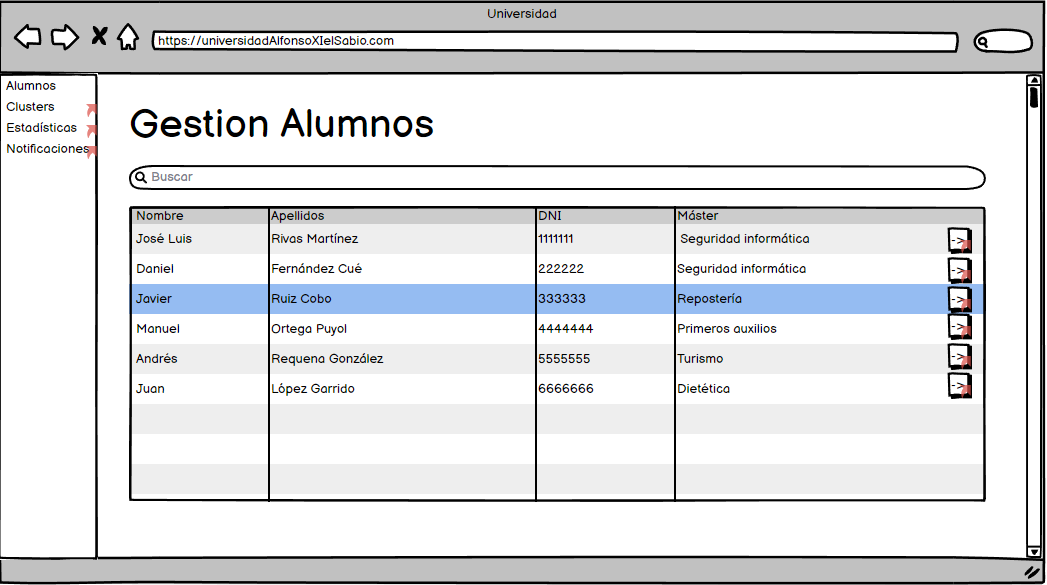 Universidad
https://universidadAlfonsoXIelSabio.com
Alumnos
Clusters
Estadísticas
Notificaciones
Gestion Alumnos
Buscar
Nombre Apellidos DNI Máster
José Luis Rivas Martínez 1111111 Seguridad informática ->
Daniel Fernández Cué 222222 Seguridad informática ->
Javier Ruiz Cobo 333333 Repostería ->
Manuel Ortega Puyol 4444444 Primeros auxilios ->
Andrés Requena González 5555555 Turismo ->
Juan López Garrido 6666666 Dietética ->